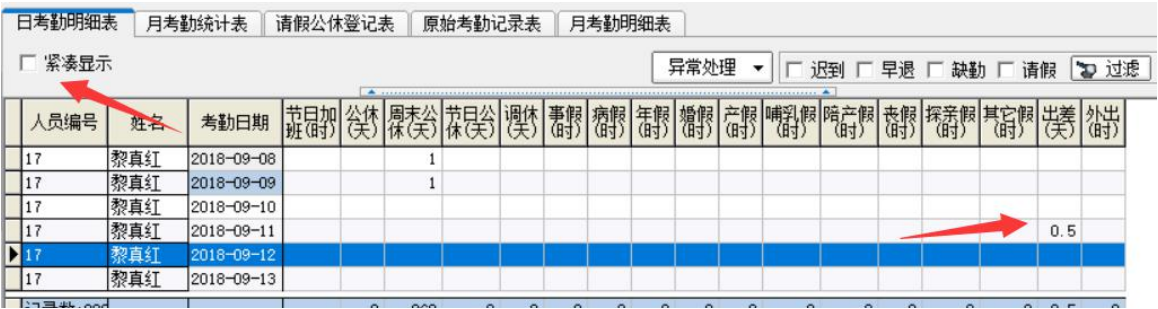 日考勤明细表 月考勤统计表 请假公休登记表 原始考勤记录表 月考勤明细表
紧凑显示 异常处理 迟到 早退 缺勤 请假 过滤
人员编号 姓名 考勤日期 节日加班(时) 公休(天) 周末公休(天) 节日公休(天) 调休(天) 事假(时) 病假(时) 年假(时) 婚假(时) 产假(时) 哺乳假(时) 陪产假(时) 丧假(时) 探亲假(时) 其它假(时) 出差(天) 外出(时)
17 黎真红 2018-09-08 1
17 黎真红 2018-09-09 1
17 黎真红 2018-09-10
17 黎真红 2018-09-11 0.5
17 黎真红 2018-09-12
17 黎真红 2018-09-13